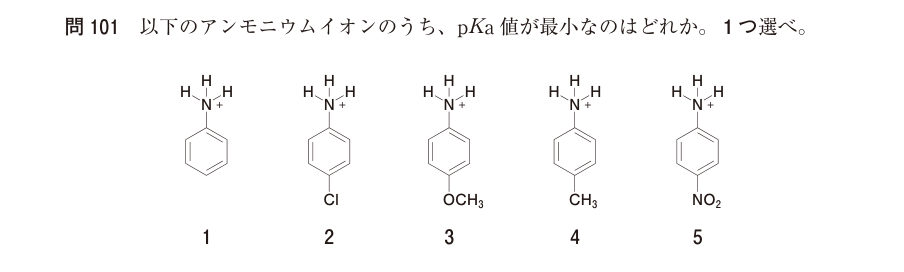 問 101 以下のアンモニウムイオンのうち、pKa 値が最小なのはどれか。1つ選べ。
H H H H H H H H H H H H H H H
N+ N+ N+ N+ N+
Cl OCH₃ CH₃ NO₂
1 2 3 4 5